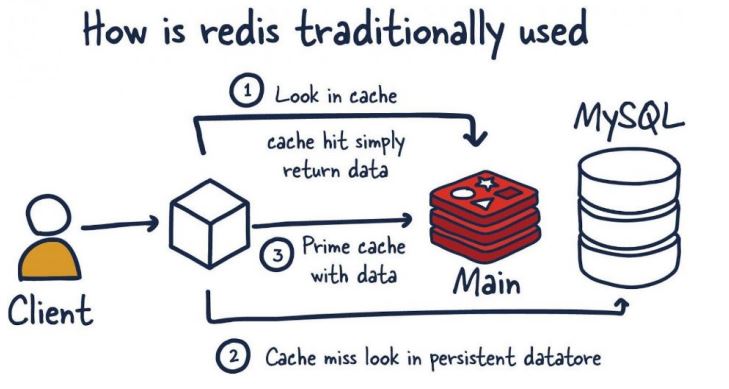 How is redis traditionally used
1 Look in cache
cache hit simply
return data
MySQL
3 Prime cache
with data
Main
Client
2 Cache miss look in persistent datatore